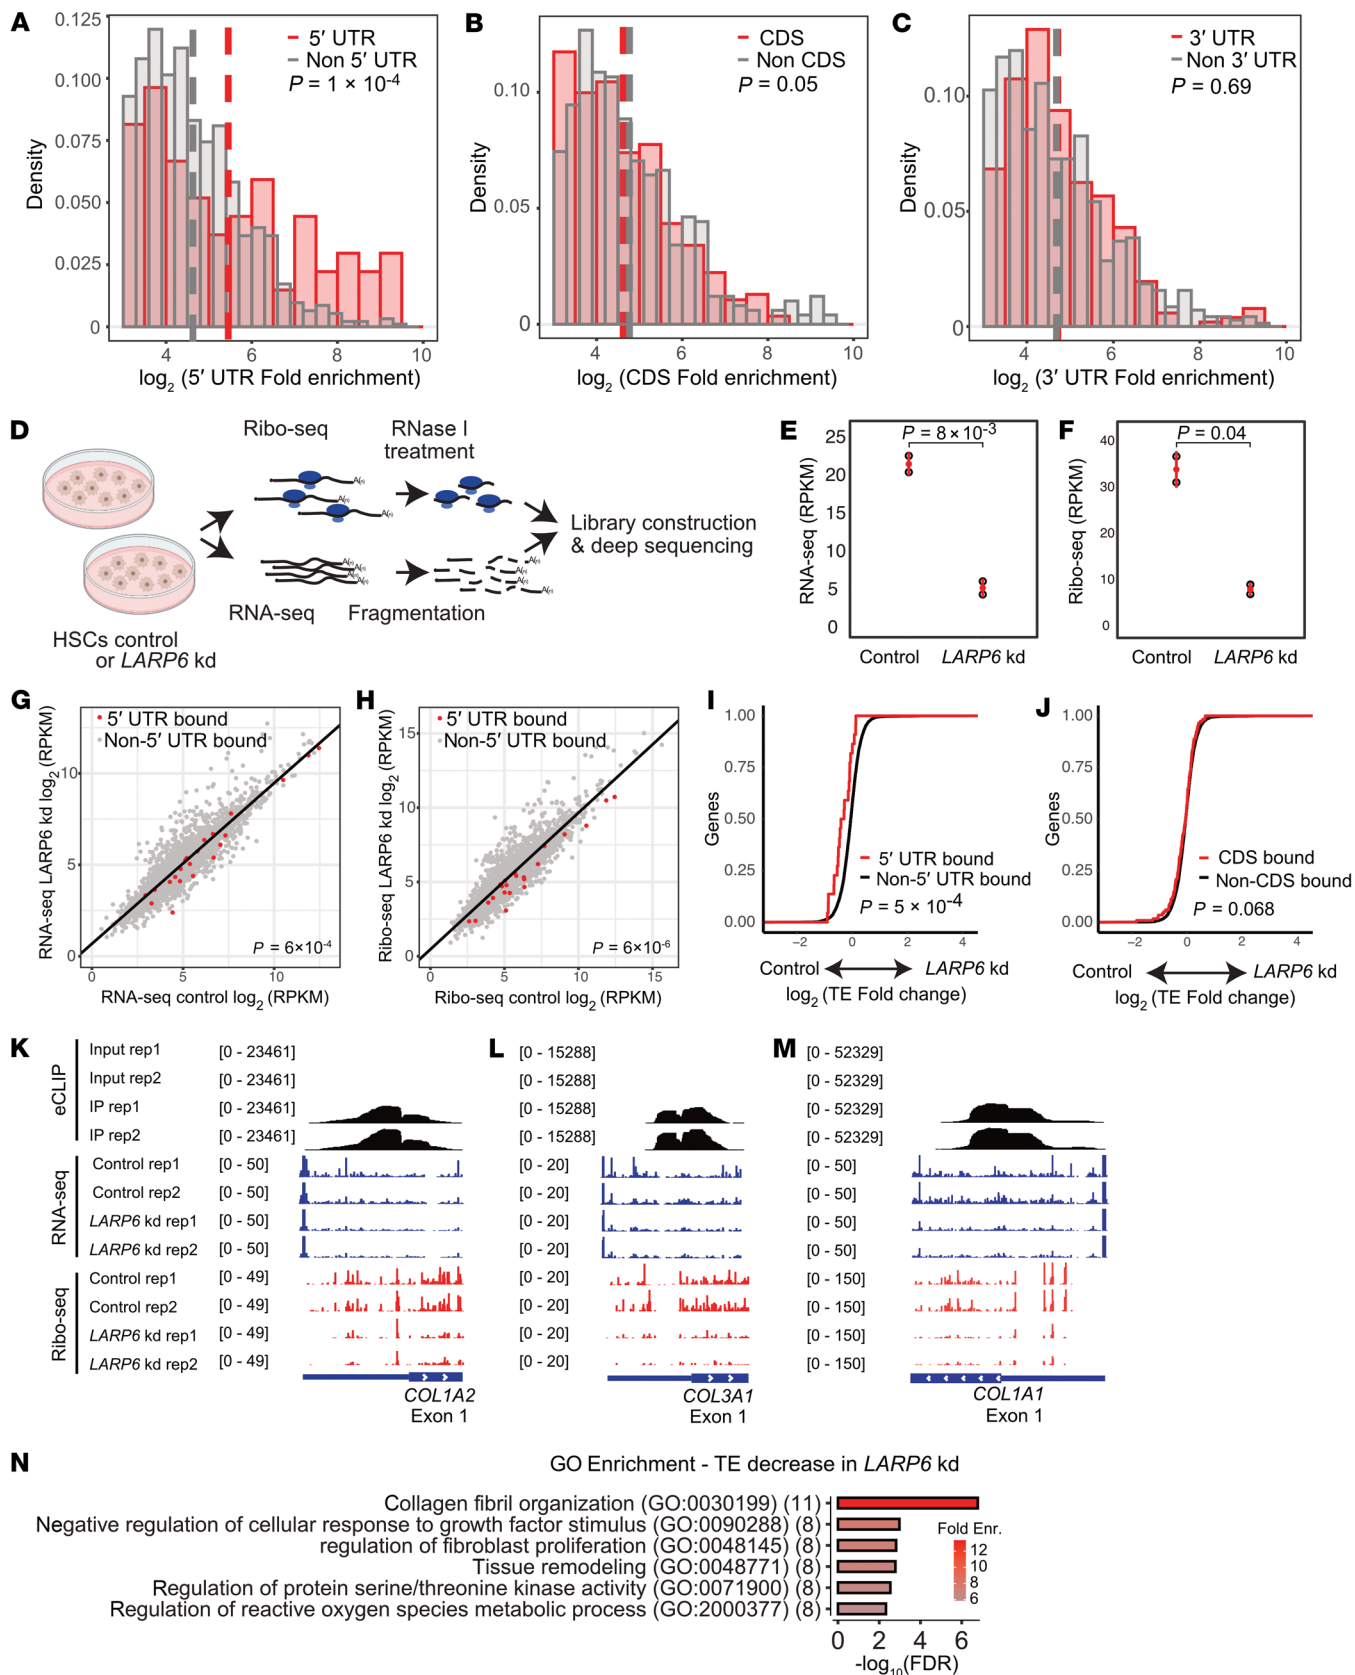 A
0.125
0.100
0.075
0.050
0.025
0
Density
5′ UTR
Non 5′ UTR
P = 1 × 10-4
4 6 8 10
log2 (5′ UTR Fold enrichment)
B
0.10
0.05
0
Density
CDS
Non CDS
P = 0.05
4 6 8 10
log2 (CDS Fold enrichment)
C
0.10
0.05
0
Density
3′ UTR
Non 3′ UTR
P = 0.69
4 6 8 10
log2 (3′ UTR Fold enrichment)
D
Ribo-seq
RNase I
treatment
A(n)
A(n)
A(n)
Library construction
& deep sequencing
A(n)
A(n)
A(n)
A(n)
A(n)
A(n)
A(n)
A(n)
RNA-seq
Fragmentation
HSCs control
or LARP6 kd
E
25
20
15
10
5
0
RNA-seq (RPKM)
P = 8 × 10-3
Control LARP6 kd
F
40
30
20
10
0
Ribo-seq (RPKM)
P = 0.04
Control LARP6 kd
G
5′ UTR bound
Non-5′ UTR bound
10
5
0
RNA-seq LARP6 kd log2 (RPKM)
P = 6×10-4
0 5 10
RNA-seq control log2 (RPKM)
H
5′ UTR bound
Non-5′ UTR bound
15
10
5
0
Ribo-seq LARP6 kd log2 (RPKM)
P = 6×10-6
0 5 10 15
Ribo-seq control log2 (RPKM)
I
1.00
0.75
0.50
0.25
0.00
Genes
5′ UTR bound
Non-5′ UTR bound
P = 5 × 10-4
−2 0 2 4
Control LARP6 kd
log2 (TE Fold change)
J
1.00
0.75
0.50
0.25
0.00
Genes
CDS bound
Non-CDS bound
P = 0.068
−2 0 2 4
Control LARP6 kd
log2 (TE Fold change)
K
eCLIP
Input rep1 [0 - 23461]
Input rep2 [0 - 23461]
IP rep1 [0 - 23461]
IP rep2 [0 - 23461]
RNA-seq
Control rep1 [0 - 50]
Control rep2 [0 - 50]
LARP6 kd rep1 [0 - 50]
LARP6 kd rep2 [0 - 50]
Ribo-seq
Control rep1 [0 - 49]
Control rep2 [0 - 49]
LARP6 kd rep1 [0 - 49]
LARP6 kd rep2 [0 - 49]
COL1A2
Exon 1
L
[0 - 15288]
[0 - 15288]
[0 - 15288]
[0 - 15288]
[0 - 20]
[0 - 20]
[0 - 20]
[0 - 20]
[0 - 20]
[0 - 20]
[0 - 20]
[0 - 20]
COL3A1
Exon 1
M
[0 - 52329]
[0 - 52329]
[0 - 52329]
[0 - 52329]
[0 - 50]
[0 - 50]
[0 - 50]
[0 - 50]
[0 - 150]
[0 - 150]
[0 - 150]
[0 - 150]
COL1A1
Exon 1
N
GO Enrichment - TE decrease in LARP6 kd
Collagen fibril organization (GO:0030199) (11)
Negative regulation of cellular response to growth factor stimulus (GO:0090288) (8)
regulation of fibroblast proliferation (GO:0048145) (8)
Tissue remodeling (GO:0048771) (8)
Regulation of protein serine/threonine kinase activity (GO:0071900) (8)
Regulation of reactive oxygen species metabolic process (GO:2000377) (8)
Fold Enr.
12
10
8
6
0 2 4 6
-log10(FDR)